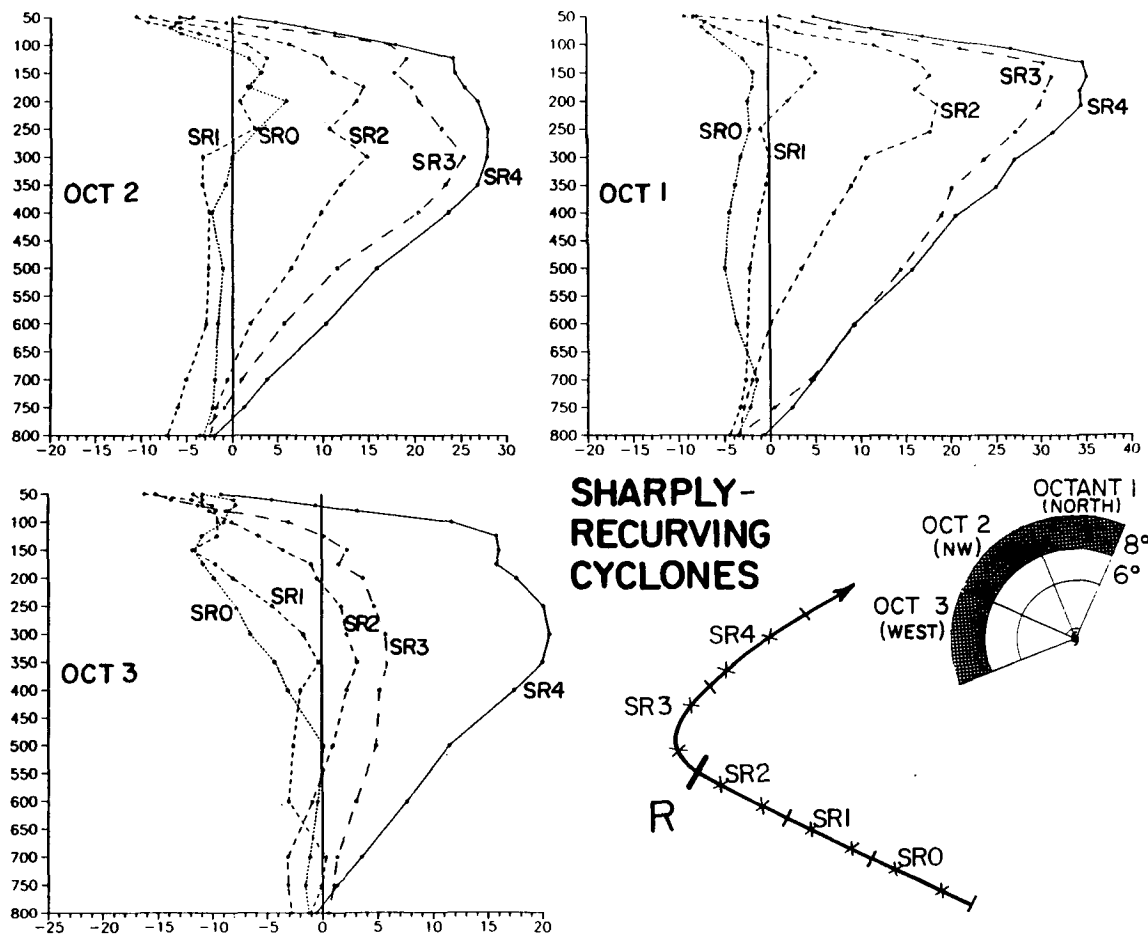 50
100
150
200
250
300
350
400
450
500
550
600
650
700
750
800
-20 -15 -10 -5 0 5 10 15 20 25 30
SR1
SR0
SR2
SR3
SR4
OCT 2
50
100
150
200
250
300
350
400
450
500
550
600
650
700
750
800
-20 -15 -10 -5 0 5 10 15 20 25 30 35 40
SR0
SR1
SR2
SR3
SR4
OCT 1
50
100
150
200
250
300
350
400
450
500
550
600
650
700
750
800
-25 -20 -15 -10 -5 0 5 10 15 20
SR0
SR1
SR2
SR3
SR4
OCT 3
SHARPLY-
RECURVING
CYCLONES
OCTANT 1
(NORTH)
OCT 2
(NW)
OCT 3
(WEST)
8°
6°
SR4
SR3
SR2
R
SR1
SR0